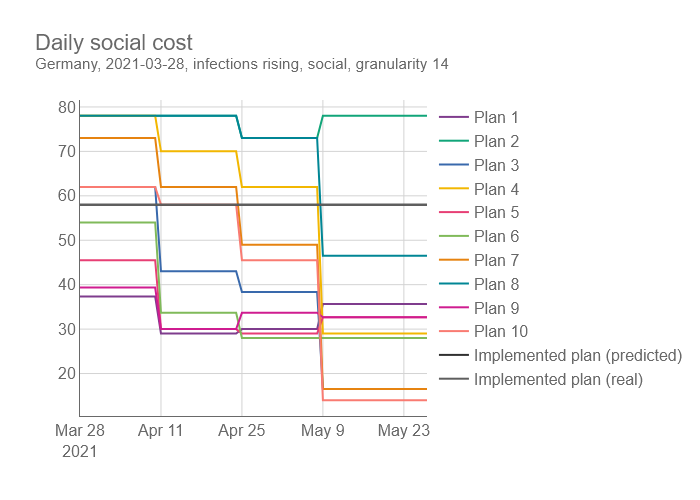 Daily social cost
Germany, 2021-03-28, infections rising, social, granularity 14
80
70
60
50
40
30
20
Mar 28
2021
Apr 11
Apr 25
May 9
May 23
Plan 1
Plan 2
Plan 3
Plan 4
Plan 5
Plan 6
Plan 7
Plan 8
Plan 9
Plan 10
Implemented plan (predicted)
Implemented plan (real)